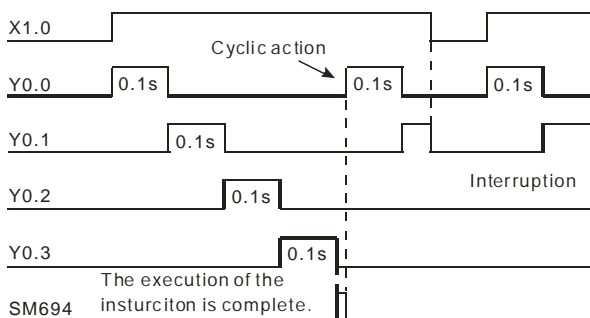 X1.0
Cyclic action
Y0.0 0.1s 0.1s 0.1s
Y0.1 0.1s
Interruption
Y0.2 0.1s
Y0.3 0.1s
The execution of the
insturciton is complete.
SM694